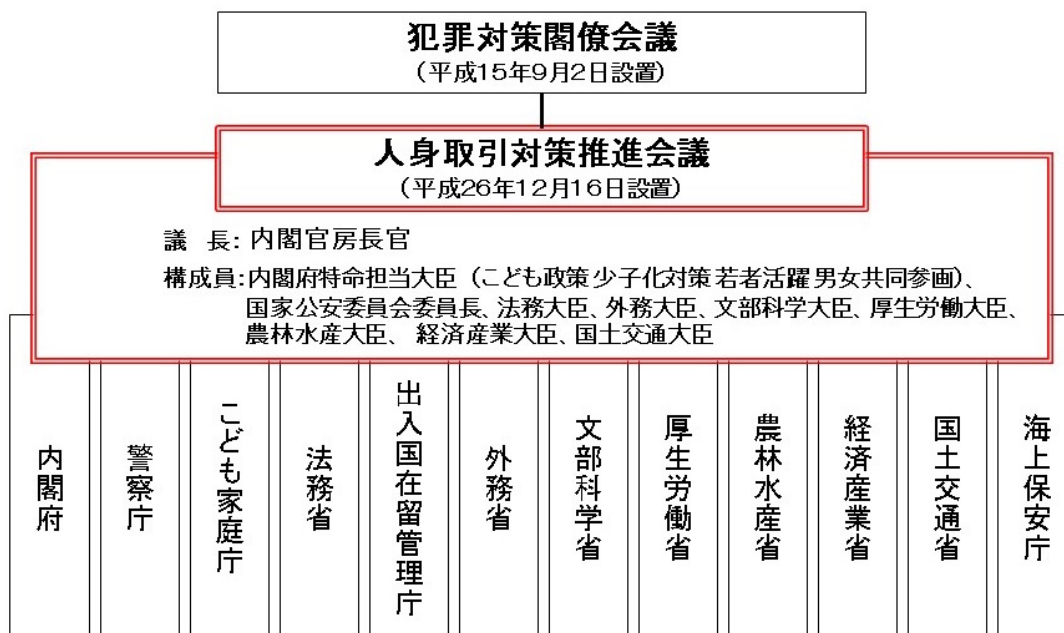 犯罪対策閣僚会議
(平成15年9月2日設置)
人身取引対策推進会議
(平成26年12月16日設置)
議 長: 内閣官房長官
構成員:内閣府特命担当大臣 (こども政策 少子化対策 若者活躍 男女共同参画)、
国家公安委員会委員長、法務大臣、外務大臣、文部科学大臣、厚生労働大臣、
農林水産大臣、 経済産業大臣、国土交通大臣
内閣府
警察庁
こども家庭庁
法務省
出入国在留管理庁
外務省
文部科学省
厚生労働省
農林水産省
経済産業省
国土交通省
海上保安庁